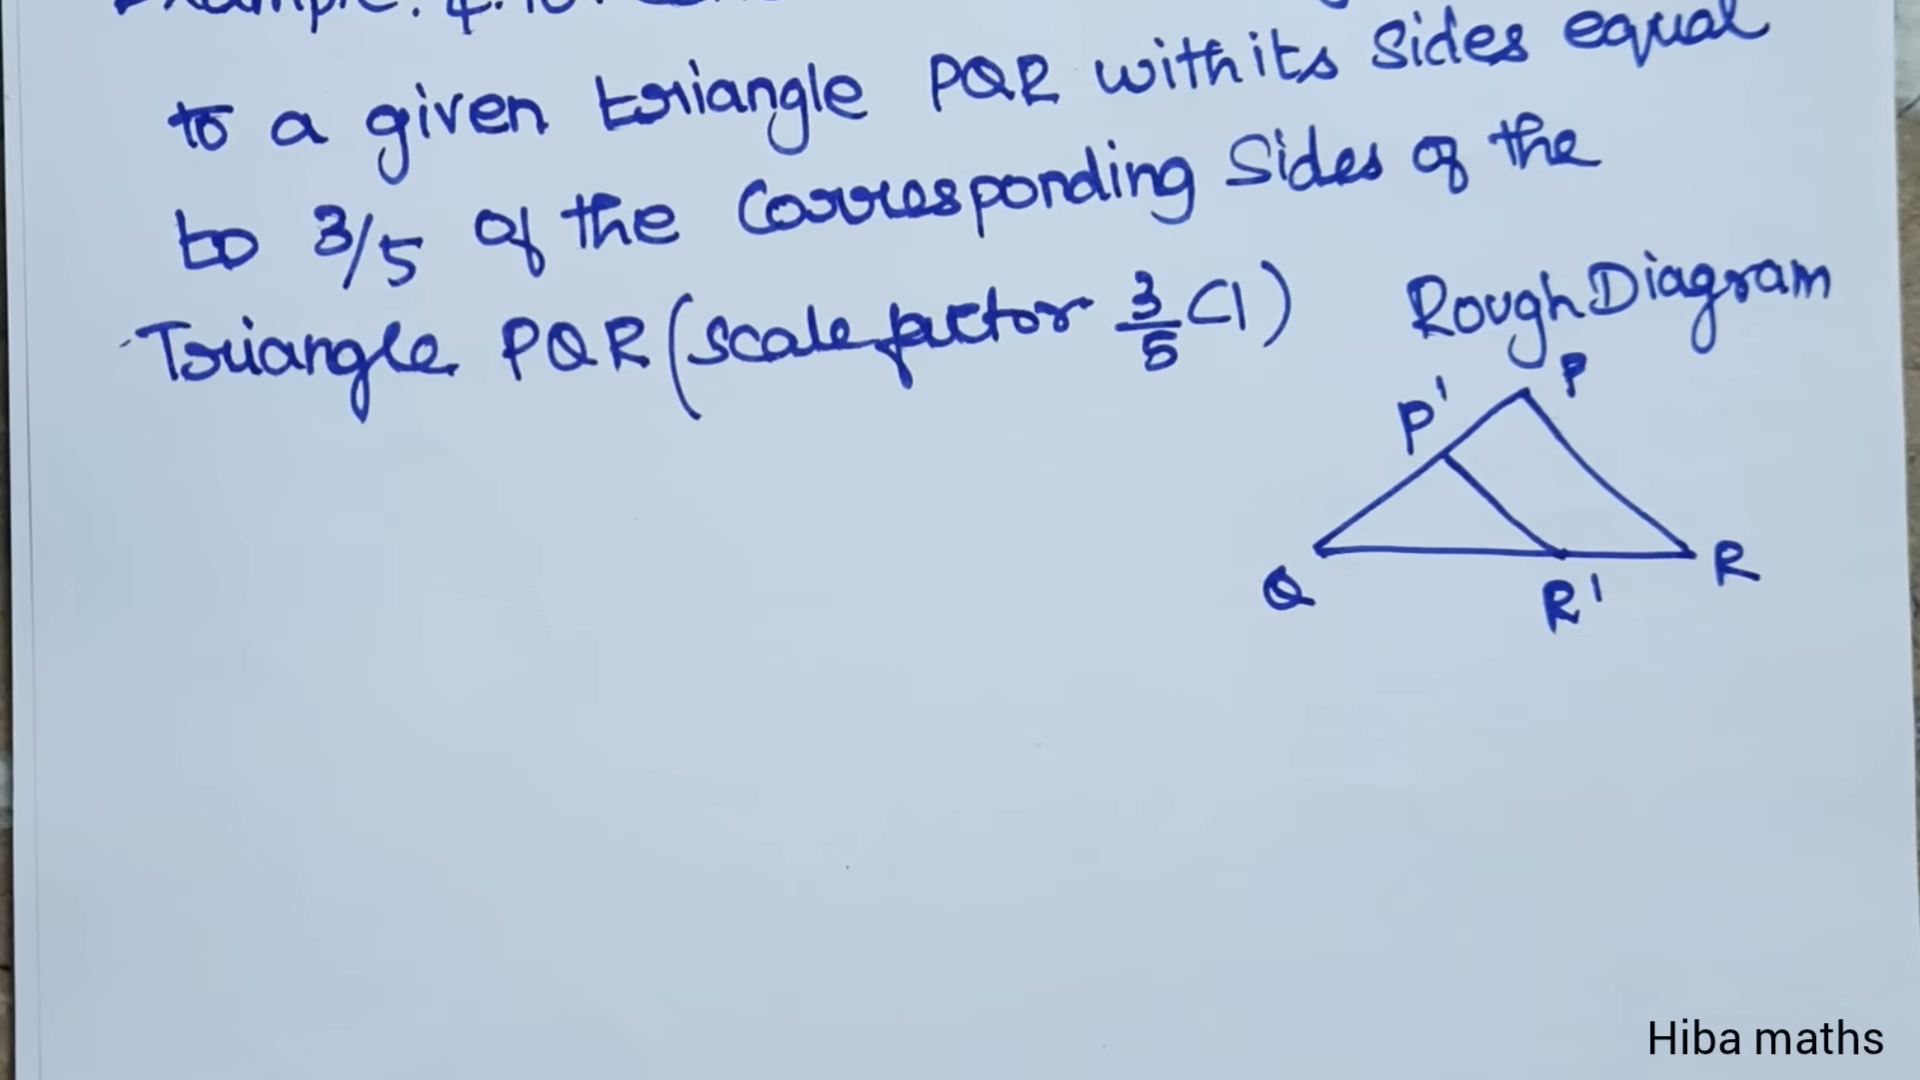 to a given triangle PQR with its sides equal
to 3/5 of the corresponding sides of the
Triangle PQR (scale factor 3/5 < 1)
Rough Diagram
P
P'
Q
R'
R
Hiba maths